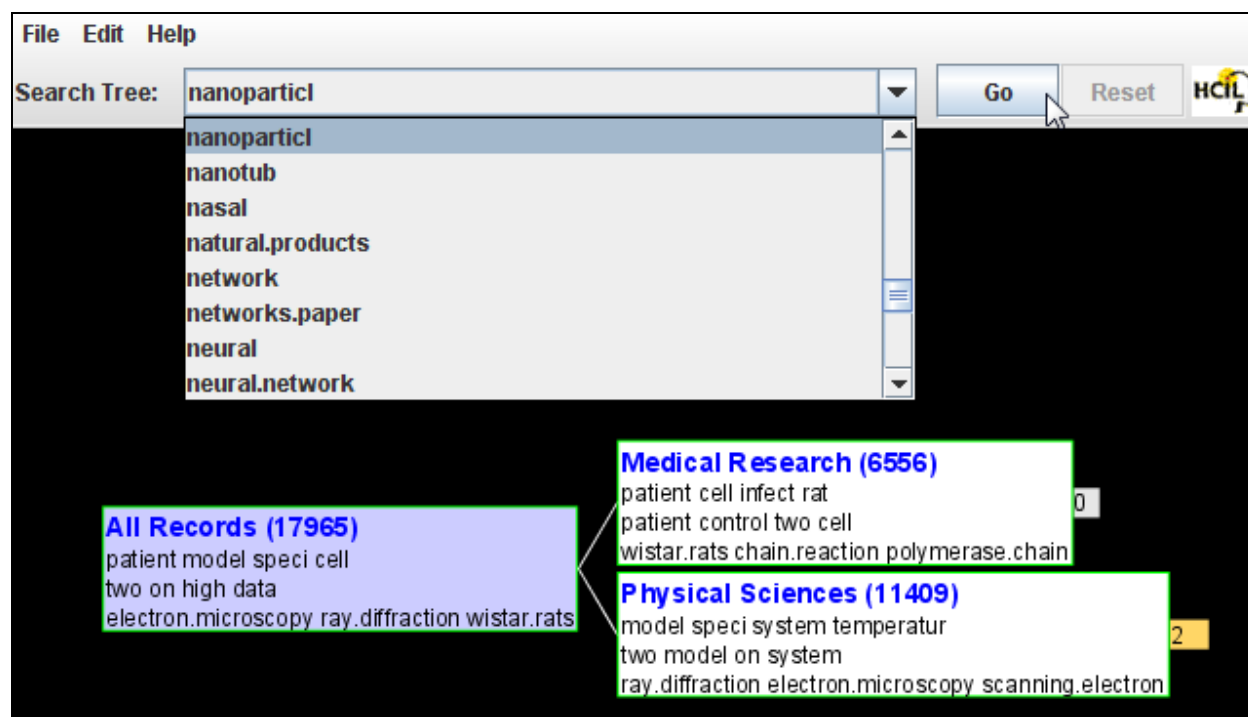 File Edit Help
Search Tree: nanoparticl Go Reset HCIL
nanoparticl
nanotub
nasal
natural.products
network
networks.paper
neural
neural.network
Medical Research (6556)
patient cell infect rat
patient control two cell
wistar.rats chain.reaction polymerase.chain
0
All Records (17965)
patient model speci cell
two on high data
electron.microscopy ray.diffraction wistar.rats
Physical Sciences (11409)
model speci system temperatur
two model on system
ray.diffraction electron.microscopy scanning.electron
2